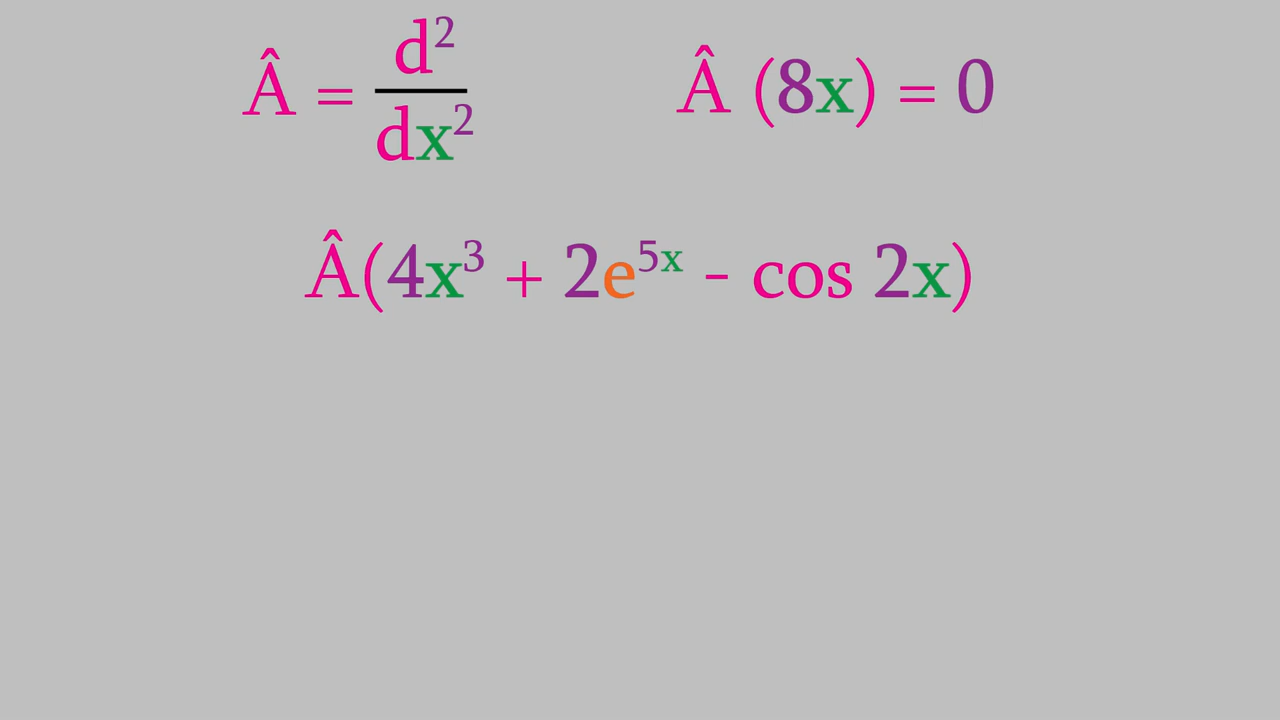 Â = d²/dx²
Â (8x) = 0
Â(4x³ + 2e⁵ˣ - cos 2x)